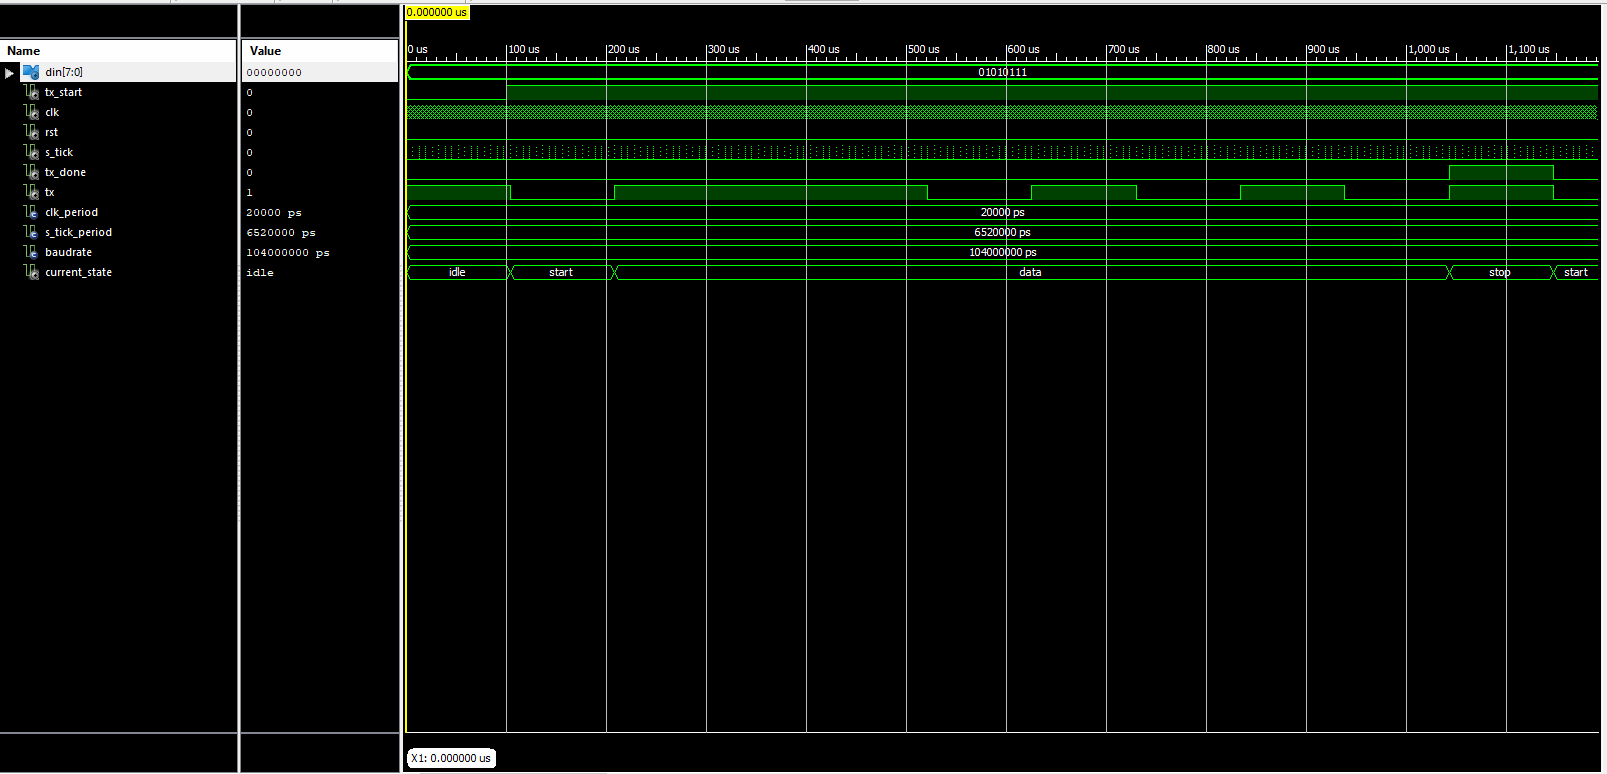 0.000000 us
0 us 100 us 200 us 300 us 400 us 500 us 600 us 700 us 800 us 900 us 1,000 us 1,100 us
Name Value
din[7:0] 00000000 01010111
tx_start 0
clk 0
rst 0
s_tick 0
tx_done 0
tx 1
clk_period 20000 ps 20000 ps
s_tick_period 6520000 ps 6520000 ps
baudrate 104000000 ps 104000000 ps
current_state idle idle start data stop start
X1: 0.000000 us